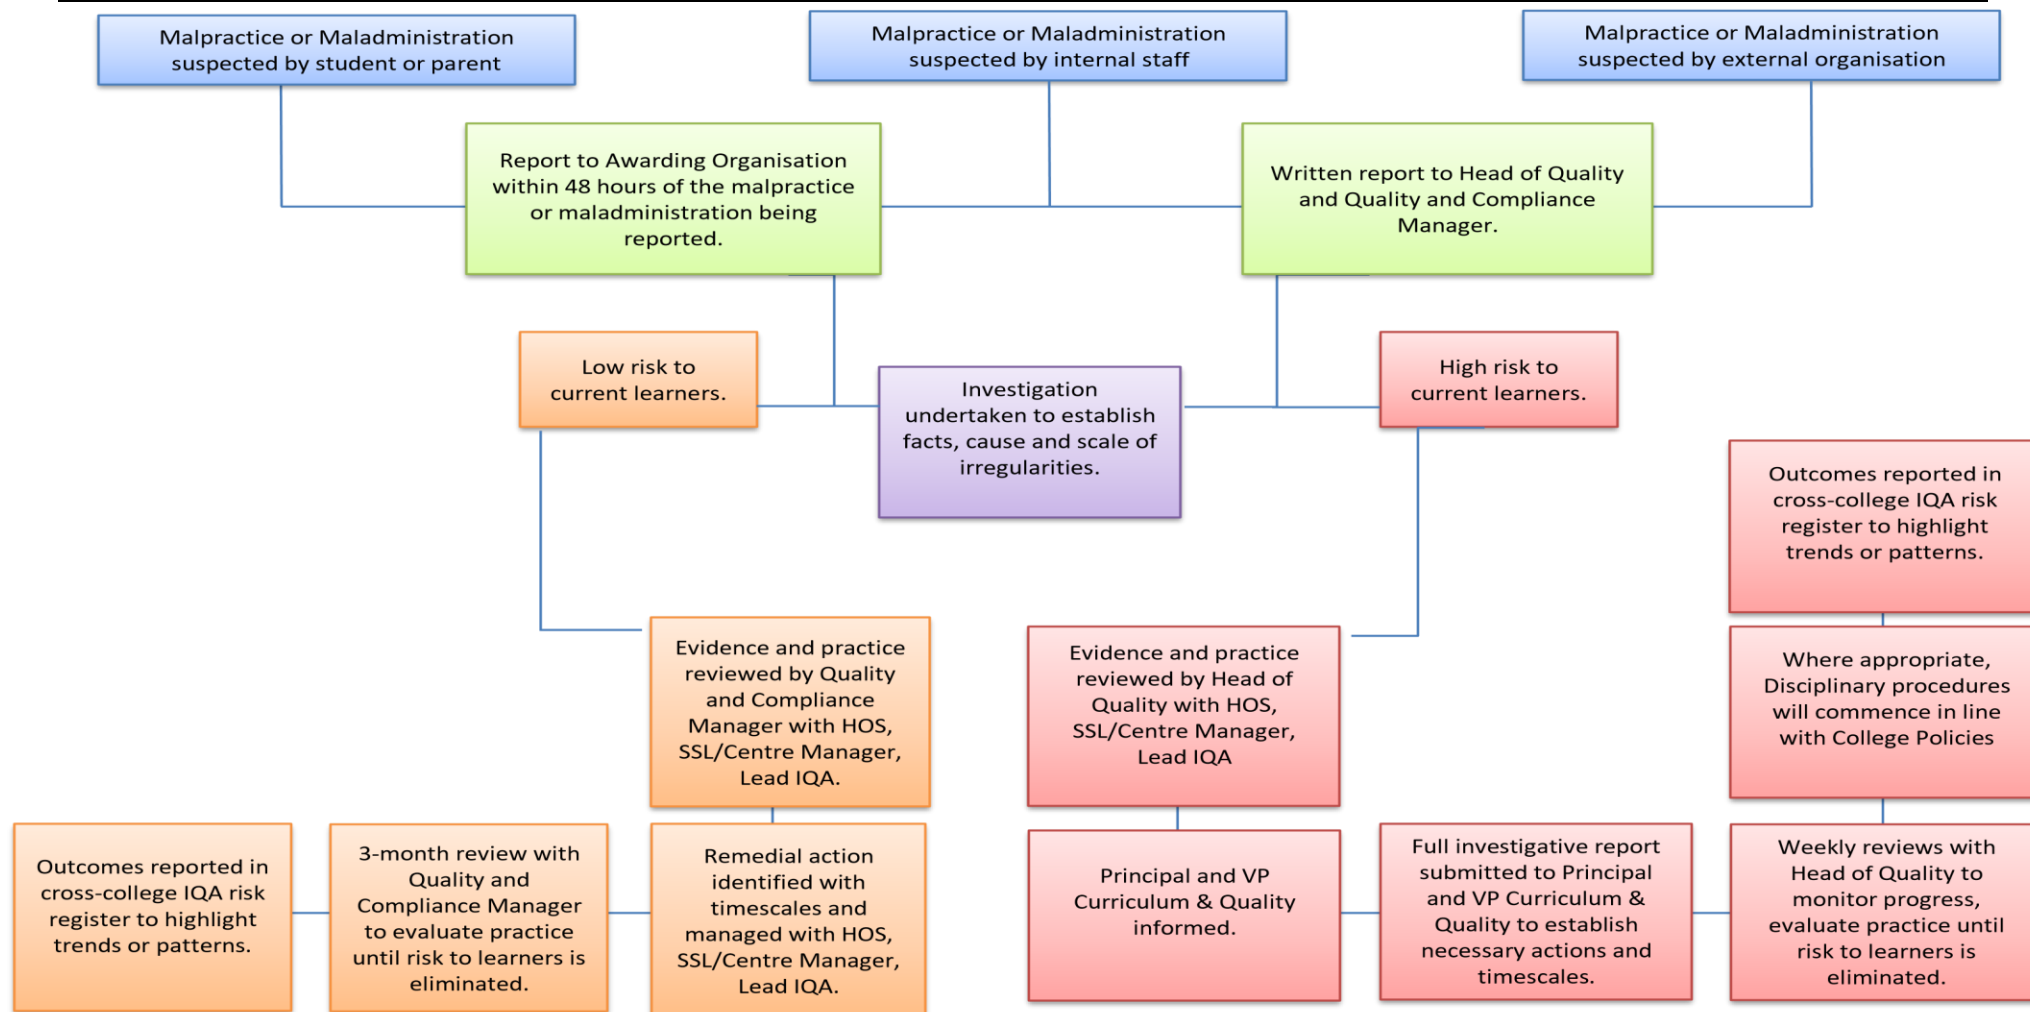 Malpractice or Maladministration
suspected by student or parent
Malpractice or Maladministration
suspected by internal staff
Malpractice or Maladministration
suspected by external organisation
Report to Awarding Organisation
within 48 hours of the malpractice
or maladministration being
reported.
Written report to Head of Quality
and Quality and Compliance
Manager.
Low risk to
current learners.
Investigation
undertaken to establish
facts, cause and scale of
irregularities.
High risk to
current learners.
Evidence and practice
reviewed by Quality
and Compliance
Manager with HOS,
SSL/Centre Manager,
Lead IQA.
Remedial action
identified with
timescales and
managed with HOS,
SSL/Centre Manager,
Lead IQA.
3-month review with
Quality and
Compliance Manager
to evaluate practice
until risk to learners is
eliminated.
Outcomes reported in
cross-college IQA risk
register to highlight
trends or patterns.
Evidence and practice
reviewed by Head of
Quality with HOS,
SSL/Centre Manager,
Lead IQA
Principal and VP
Curriculum & Quality
informed.
Full investigative report
submitted to Principal
and VP Curriculum &
Quality to establish
necessary actions and
timescales.
Weekly reviews with
Head of Quality to
monitor progress,
evaluate practice until
risk to learners is
eliminated.
Where appropriate,
Disciplinary procedures
will commence in line
with College Policies
Outcomes reported in
cross-college IQA risk
register to highlight
trends or patterns.